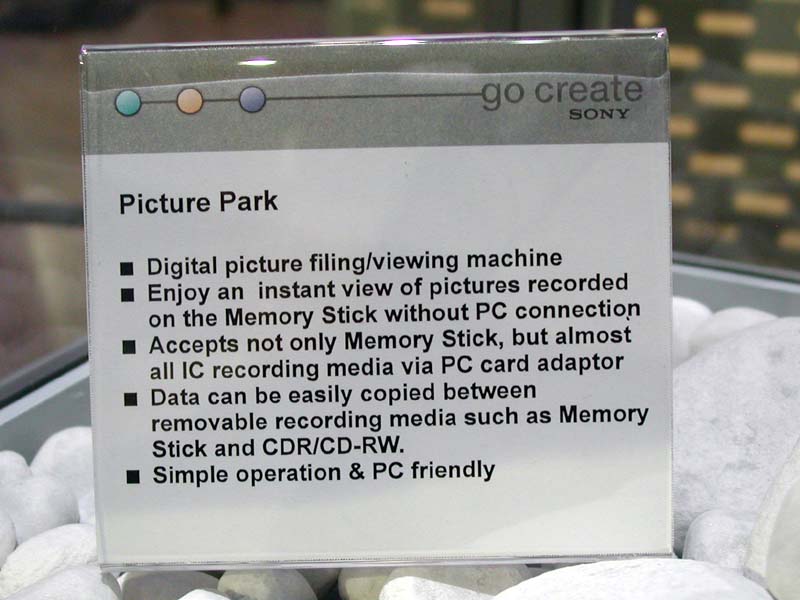 go create
SONY
Picture Park
■ Digital picture filing/viewing machine
■ Enjoy an instant view of pictures recorded
on the Memory Stick without PC connection
■ Accepts not only Memory Stick, but almost
all IC recording media via PC card adaptor
■ Data can be easily copied between
removable recording media such as Memory
Stick and CDR/CD-RW.
■ Simple operation & PC friendly